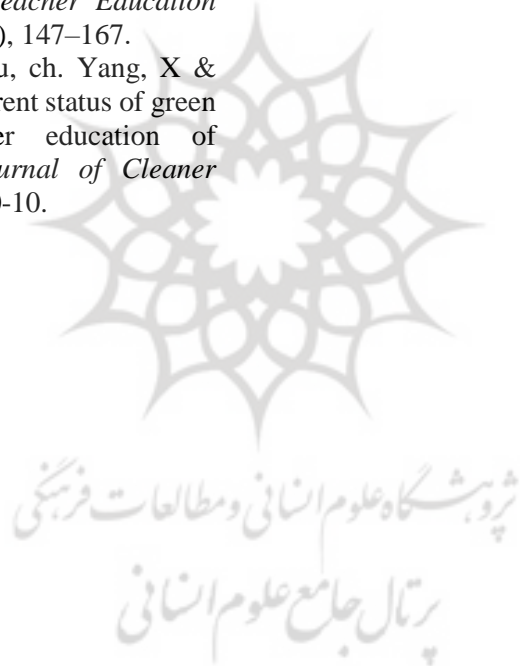 eacher Education
), 147–167.
u, ch. Yang, X &
rent status of green
er education of
urnal of Cleaner
-10.
پژوهشگاه علوم انسانی و مطالعات فرهنگی
پرتال جامع علوم انسانی